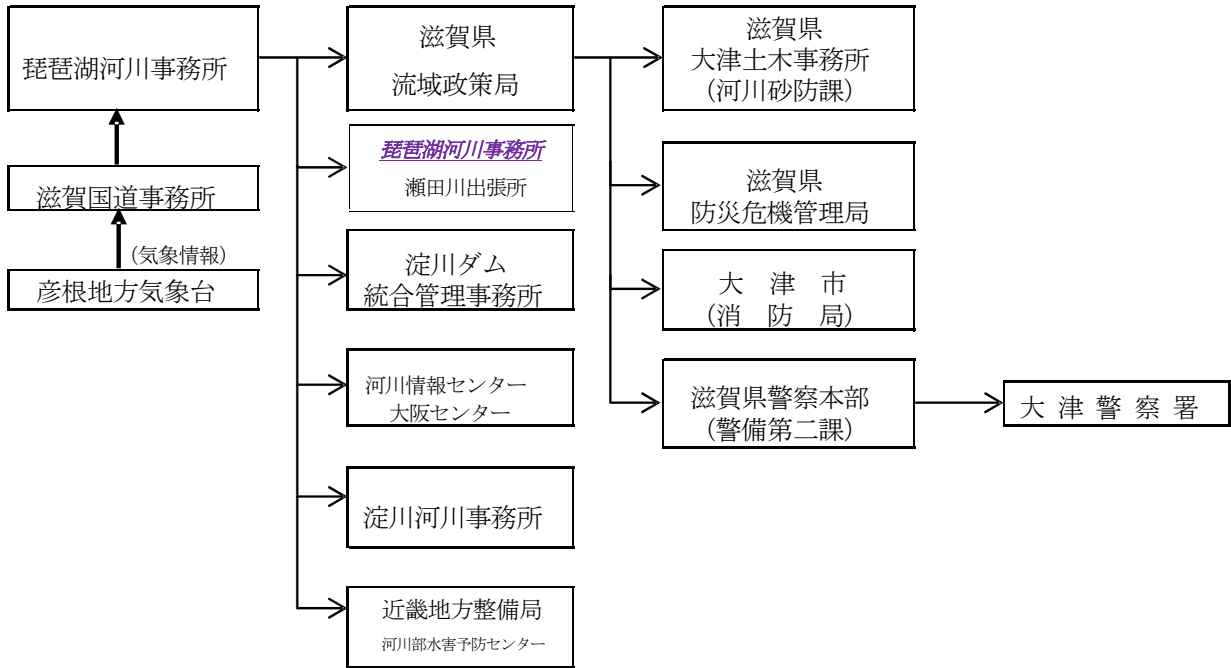 琵琶湖河川事務所
滋賀国道事務所
(気象情報)
彦根地方気象台
滋賀県
流域政策局
琵琶湖河川事務所
瀬田川出張所
淀川ダム
統合管理事務所
河川情報センター
大阪センター
淀川河川事務所
近畿地方整備局
河川部水害予防センター
滋賀県
大津土木事務所
(河川砂防課)
滋賀県
防災危機管理局
大 津 市
(消 防 局)
滋賀県警察本部
(警備第二課)
大 津 警 察 署